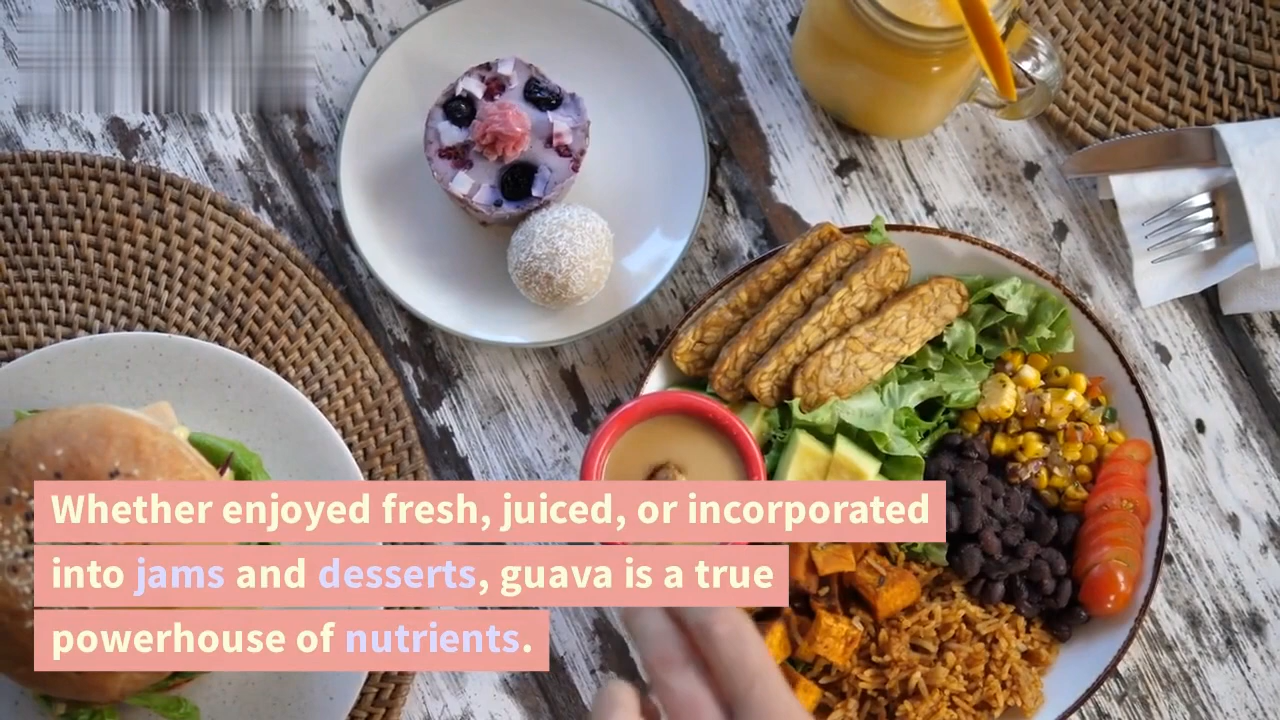 Whether enjoyed fresh, juiced, or incorporated
into jams and desserts, guava is a true
powerhouse of nutrients.